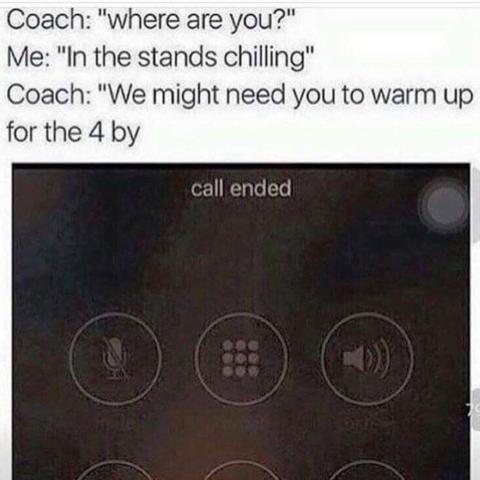 Coach: "where are you?"
Me: "In the stands chilling"
Coach: "We might need you to warm up
for the 4 by
call ended